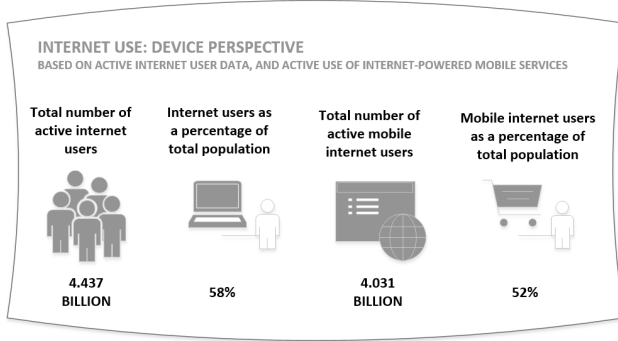 INTERNET USE: DEVICE PERSPECTIVE
BASED ON ACTIVE INTERNET USER DATA, AND ACTIVE USE OF INTERNET-POWERED MOBILE SERVICES
Total number of
active internet
users
4.437
BILLION
Internet users as
a percentage of
total population
58%
Total number of
active mobile
internet users
4.031
BILLION
Mobile internet users
as a percentage of
total population
52%